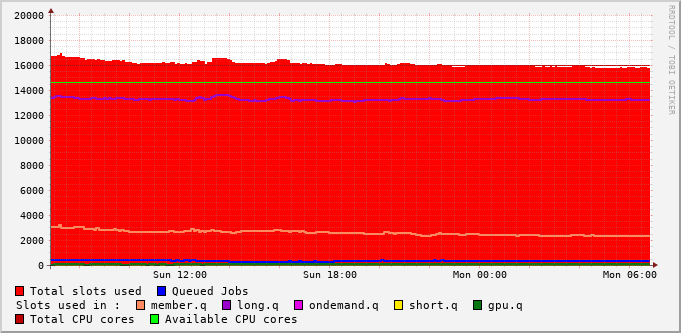 RRDTOOL / TOBI OETIKER
20000
18000
16000
14000
12000
10000
8000
6000
4000
2000
0
Sun 12:00 Sun 18:00 Mon 00:00 Mon 06:00
Total slots used Queued Jobs
Slots used in : member.q long.q ondemand.q short.q gpu.q
Total CPU cores Available CPU cores